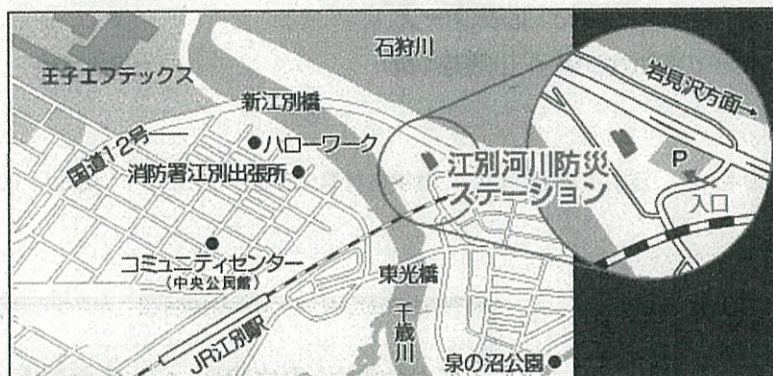 石狩川
王子エフテックス
新江別橋
岩見沢方面→
国道12号
ハローワーク
消防署江別出張所
江別河川防災
ステーション
P
入口
コミュニティセンター
(中央公民館)
東光橋
千歳川
JR江別駅
泉の沼公園